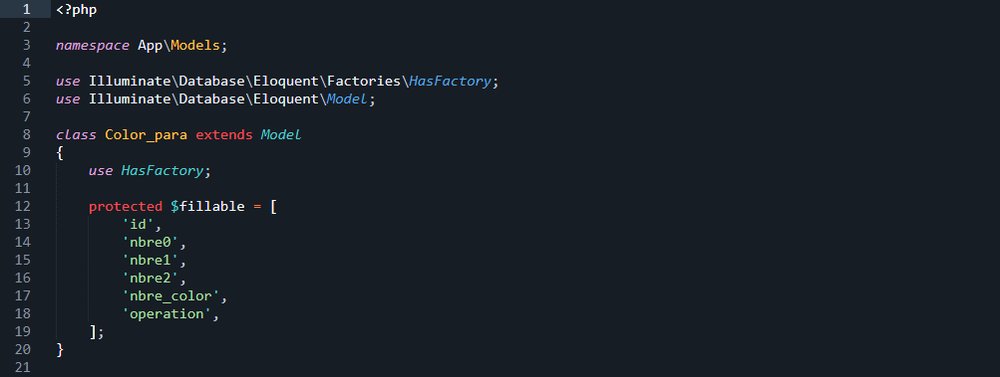 1 <?php
2
3 namespace App\Models;
4
5 use Illuminate\Database\Eloquent\Factories\HasFactory;
6 use Illuminate\Database\Eloquent\Model;
7
8 class Color_para extends Model
9 {
10     use HasFactory;
11
12     protected $fillable = [
13         'id',
14         'nbre0',
15         'nbre1',
16         'nbre2',
17         'nbre_color',
18         'operation',
19     ];
20 }
21